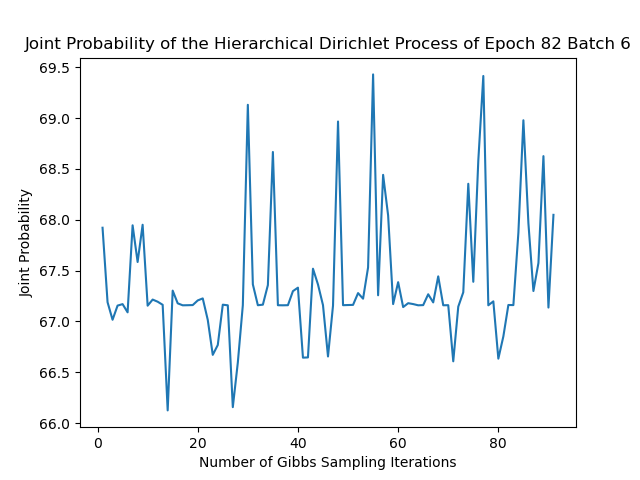 Joint Probability of the Hierarchical Dirichlet Process of Epoch 82 Batch 6
69.5
69.0
68.5
68.0
67.5
67.0
66.5
66.0
Joint Probability
0 20 40 60 80
Number of Gibbs Sampling Iterations